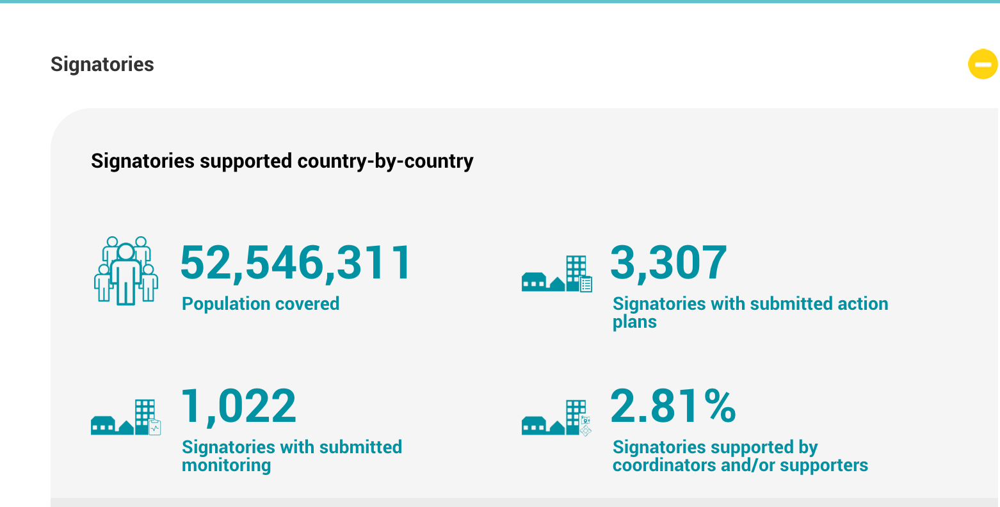 Signatories
Signatories supported country-by-country
52,546,311
Population covered
3,307
Signatories with submitted action
plans
1,022
Signatories with submitted
monitoring
2.81%
Signatories supported by
coordinators and/or supporters